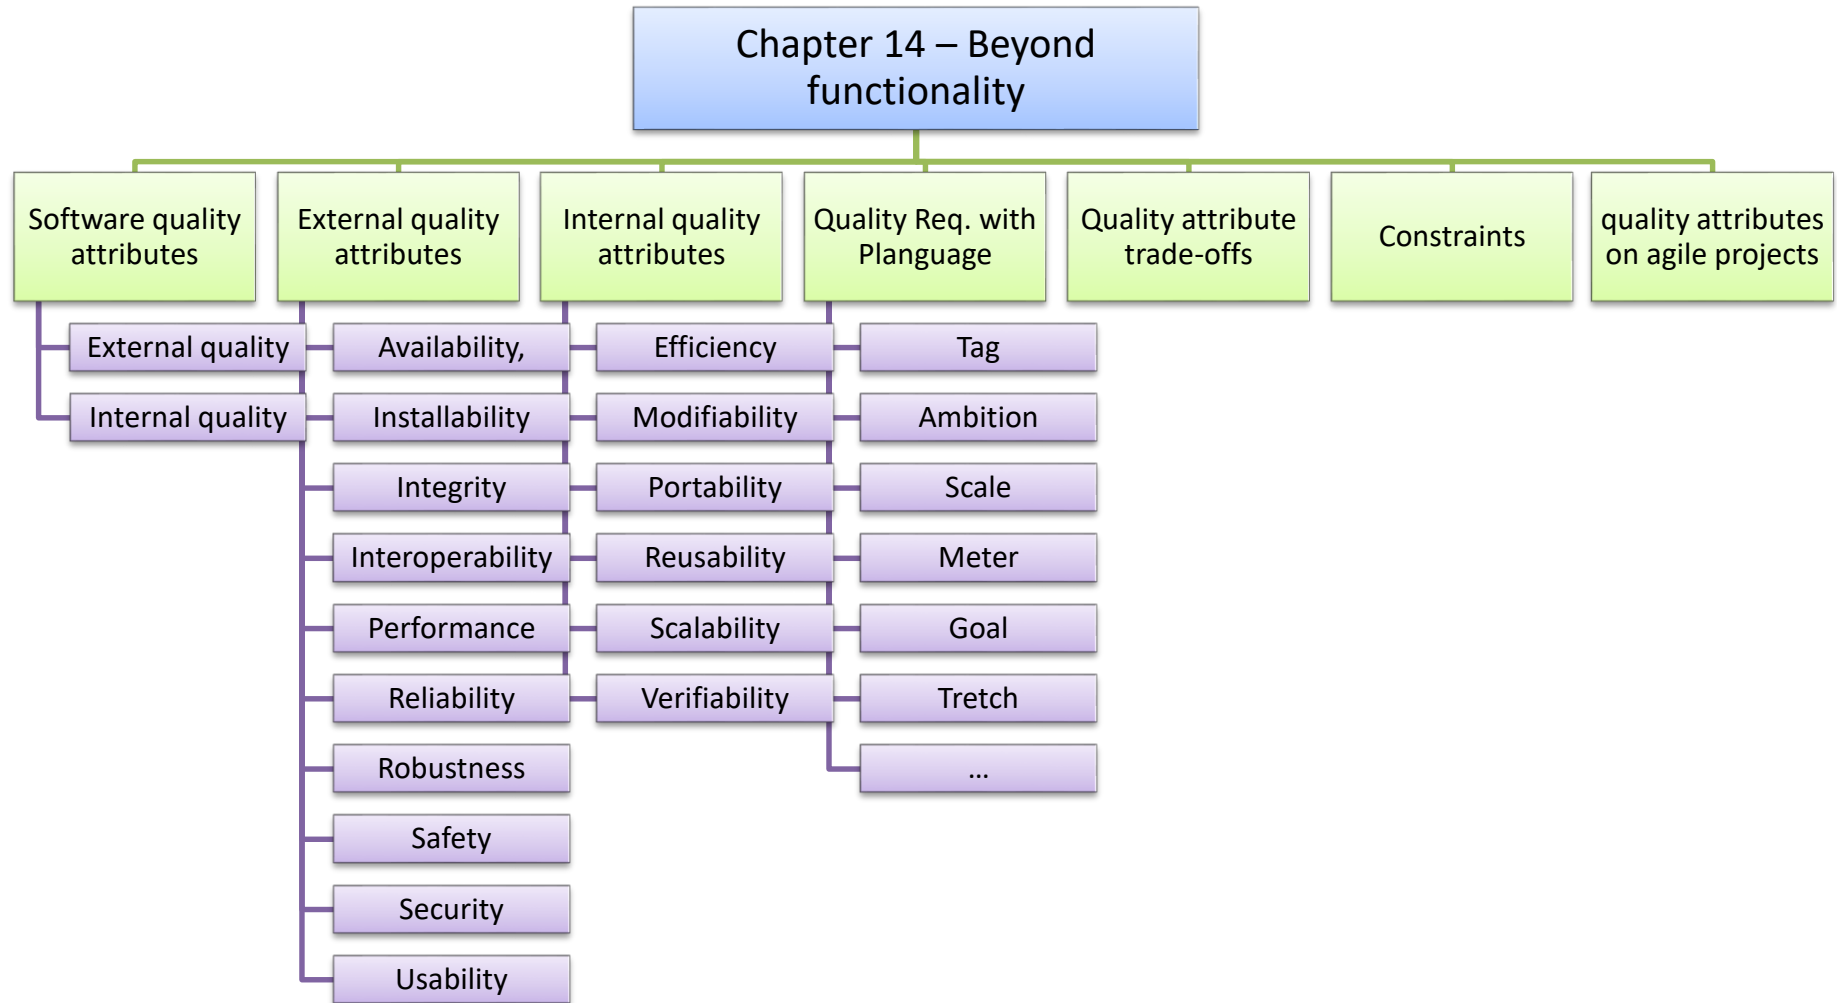 Chapter 14 – Beyond
functionality
Software quality
attributes
External quality
attributes
Internal quality
attributes
Quality Req. with
Planguage
Quality attribute
trade-offs
Constraints
quality attributes
on agile projects
External quality
Internal quality
Availability,
Installability
Integrity
Interoperability
Performance
Reliability
Robustness
Safety
Security
Usability
Efficiency
Modifiability
Portability
Reusability
Scalability
Verifiability
Tag
Ambition
Scale
Meter
Goal
Tretch
...